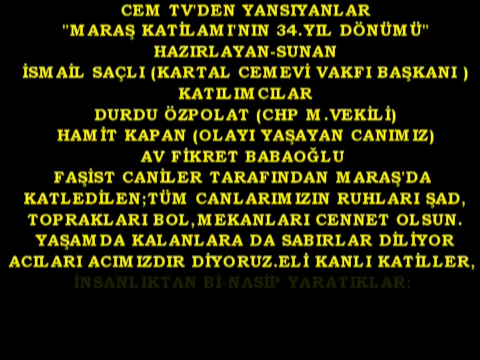 CEM TV'DEN YANSIYANLAR
"MARAŞ KATİLAMI'NIN 34.YIL DÖNÜMÜ"
HAZIRLAYAN-SUNAN
İSMAİL SAÇLI (KARTAL CEMEVİ VAKFI BAŞKANI )
KATILIMCILAR
DURDU ÖZPOLAT (CHP M.VEKİLİ)
HAMİT KAPAN (OLAYI YAŞAYAN CANIMIZ)
AV FİKRET BABAOĞLU
FAŞİST CANİLER TARAFINDAN MARAŞ'DA
KATLEDİLEN;TÜM CANLARIMIZIN RUHLARI ŞAD,
TOPRAKLARI BOL,MEKANLARI CENNET OLSUN.
YAŞAMDA KALANLARA DA SABIRLAR DİLİYOR
ACILARI ACIMIZDIR DİYORUZ.ELİ KANLI KATİLLER,
İNSANLIKTAN Bİ-NASİP YARATIKLAR;